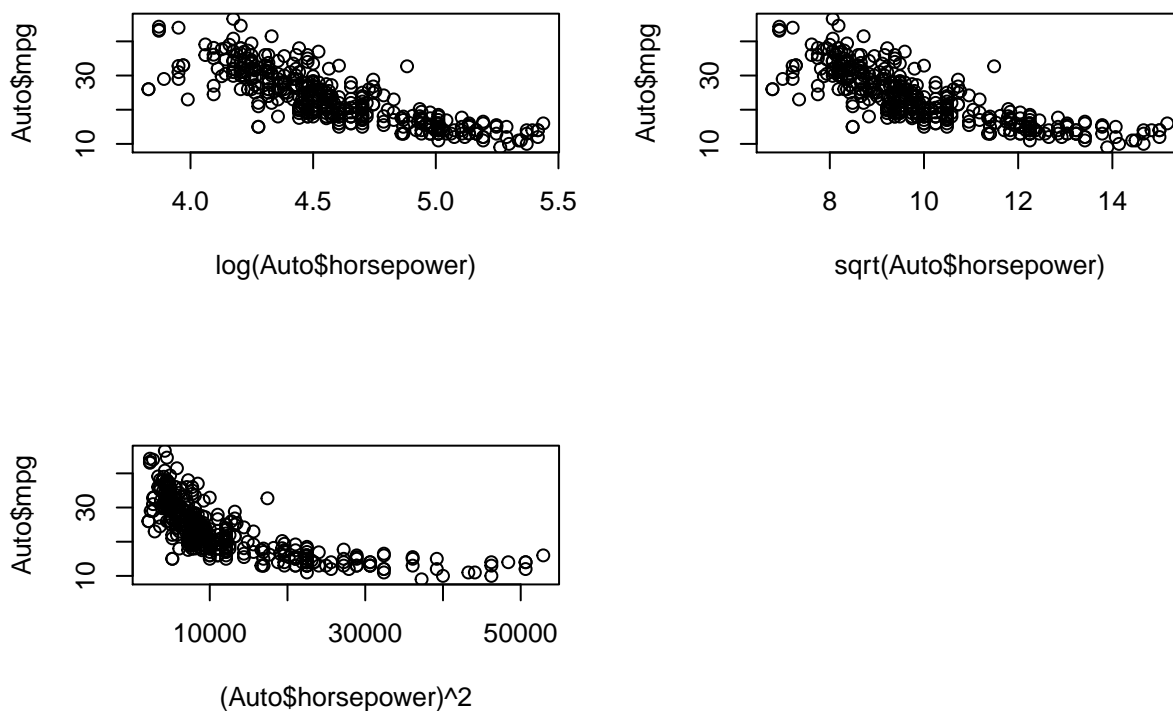 Auto$mpg
10 30
4.0 4.5 5.0 5.5
log(Auto$horsepower)
Auto$mpg
10 30
8 10 12 14
sqrt(Auto$horsepower)
Auto$mpg
10 30
10000 30000 50000
(Auto$horsepower)^2